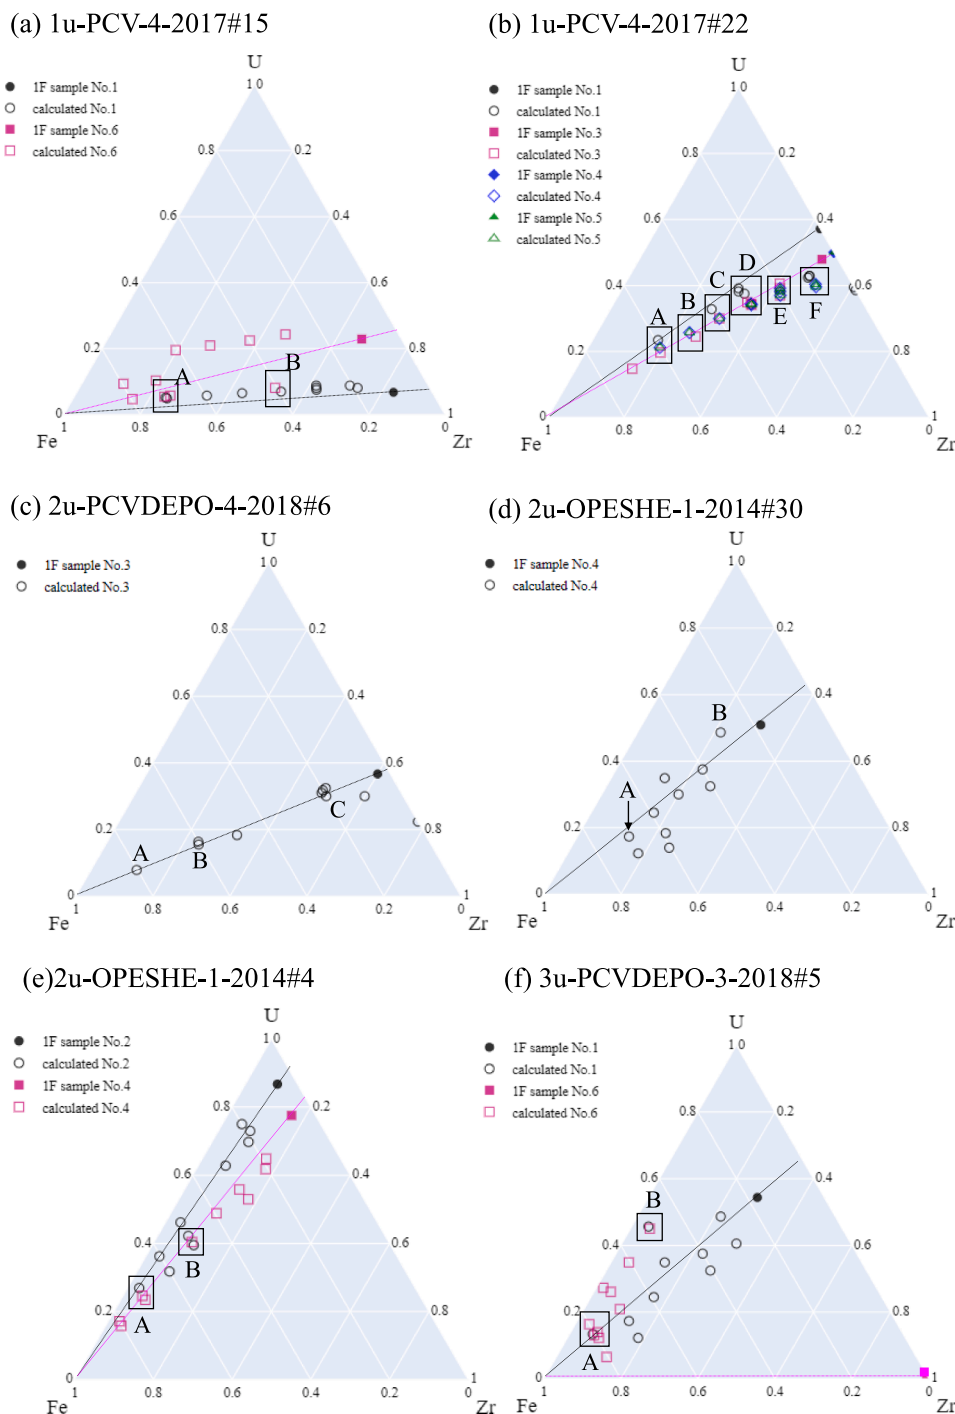 (a) 1u-PCV-4-2017#15
U
1 0
1F sample No.1
calculated No.1
1F sample No.6
calculated No.6
0.8 0.2
0.6 0.4
0.4 0.6
0.2 0.8
A B
0 1
1 0.8 0.6 0.4 0.2 0
Fe Zr
(b) 1u-PCV-4-2017#22
U
1 0
1F sample No.1
calculated No.1
1F sample No.3
calculated No.3
1F sample No.4
calculated No.4
1F sample No.5
calculated No.5
0.8 0.2
0.6 0.4
0.4 0.6
0.2 0.8
A B C D E F
0 1
1 0.8 0.6 0.4 0.2 0
Fe Zr
(c) 2u-PCVDEPO-4-2018#6
U
1 0
1F sample No.3
calculated No.3
0.8 0.2
0.6 0.4
0.4 0.6
0.2 0.8
A B C
0 1
1 0.8 0.6 0.4 0.2 0
Fe Zr
(d) 2u-OPESHE-1-2014#30
U
1 0
1F sample No.4
calculated No.4
0.8 0.2
0.6 0.4
0.4 0.6
0.2 0.8
A B
0 1
1 0.8 0.6 0.4 0.2 0
Fe Zr
(e)2u-OPESHE-1-2014#4
U
1 0
1F sample No.2
calculated No.2
1F sample No.4
calculated No.4
0.8 0.2
0.6 0.4
0.4 0.6
0.2 0.8
A B
0 1
1 0.8 0.6 0.4 0.2 0
Fe Zr
(f) 3u-PCVDEPO-3-2018#5
U
1 0
1F sample No.1
calculated No.1
1F sample No.6
calculated No.6
0.8 0.2
0.6 0.4
0.4 0.6
0.2 0.8
A B
0 1
1 0.8 0.6 0.4 0.2 0
Fe Zr